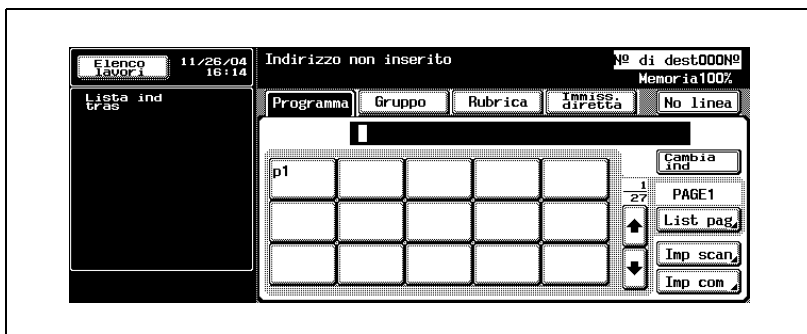 Elenco lavori
11/26/04
16:14
Indirizzo non inserito
Nº di dest000Nº
Memoria100%
Lista ind
tras
Programma
Gruppo
Rubrica
Immiss. diretta
No linea
Cambia ind
p1
1
27
PAGE1
List pag
Imp scan
Imp com